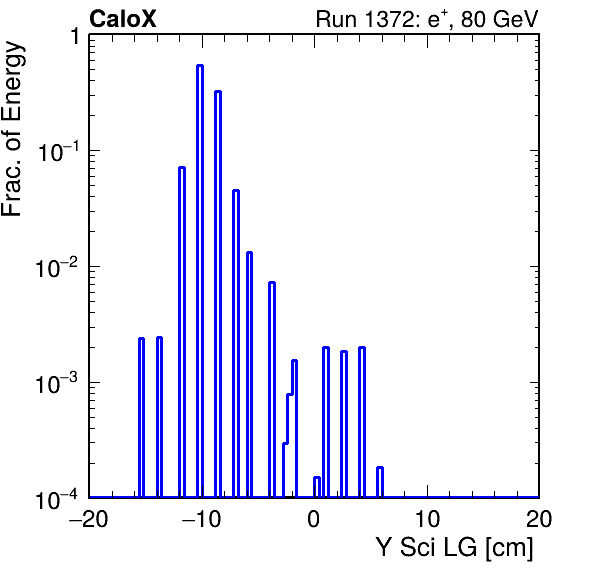 CaloX Run 1372: e⁺, 80 GeV
Frac. of Energy
1
10⁻¹
10⁻²
10⁻³
10⁻⁴
−20 −10 0 10 20
Y Sci LG [cm]